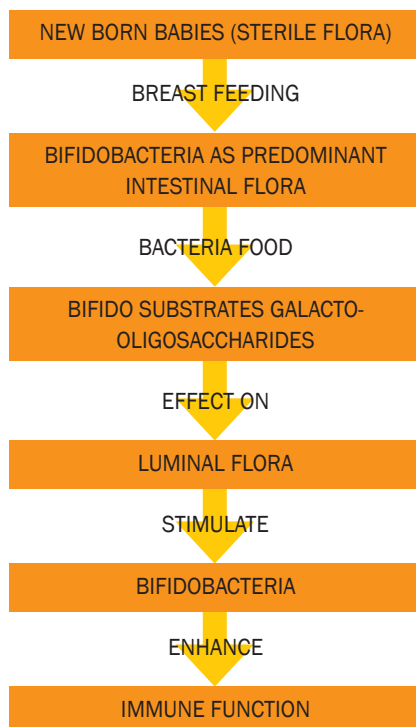 NEW BORN BABIES (STERILE FLORA)
BREAST FEEDING
BIFIDOBACTERIA AS PREDOMINANT
INTESTINAL FLORA
BACTERIA FOOD
BIFIDO SUBSTRATES GALACTO-
OLIGOSACCHARIDES
EFFECT ON
LUMINAL FLORA
STIMULATE
BIFIDOBACTERIA
ENHANCE
IMMUNE FUNCTION